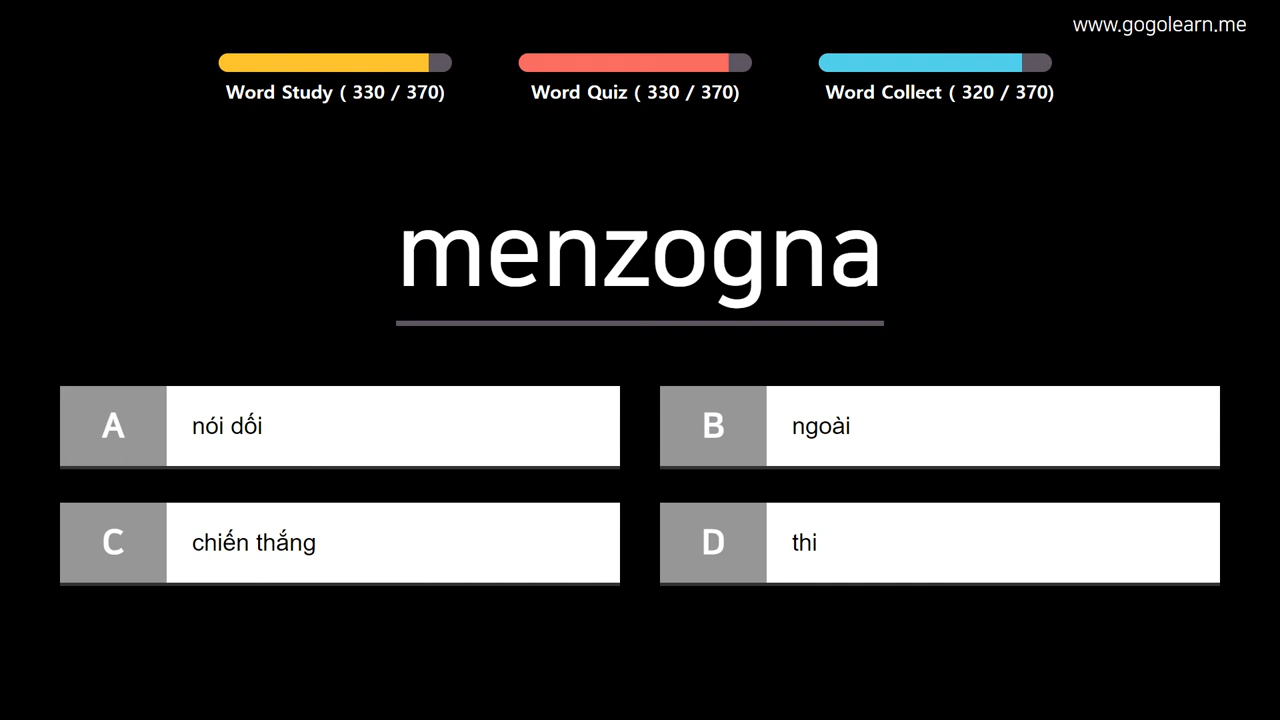 www.gogolearn.me
Word Study ( 330 / 370)
Word Quiz ( 330 / 370)
Word Collect ( 320 / 370)
menzogna
A
nói dối
B
ngoài
C
chiến thắng
D
thi